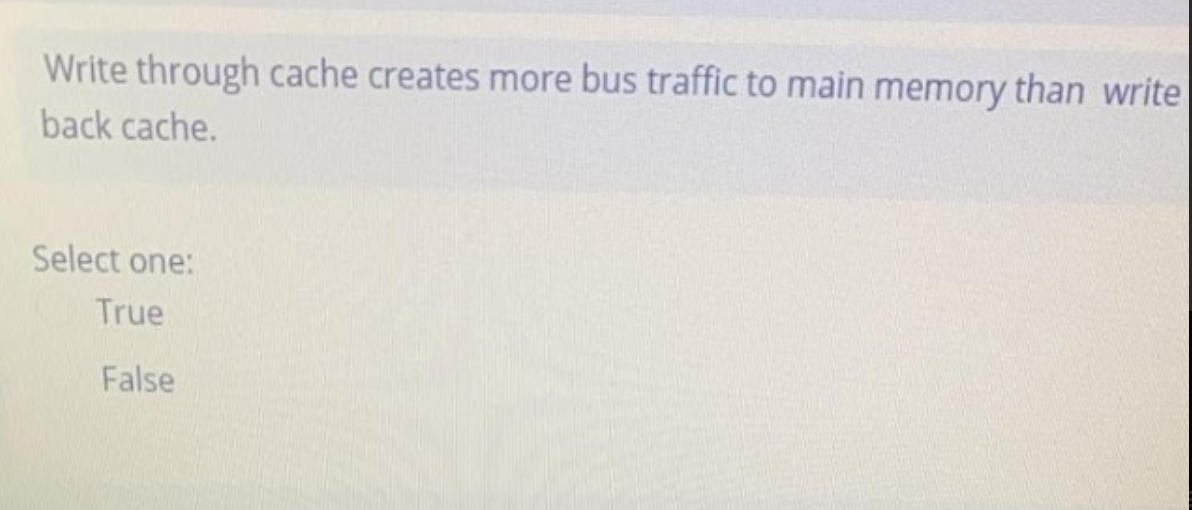 Write through cache creates more bus traffic to main memory than write
back cache.
Select one:
True
False